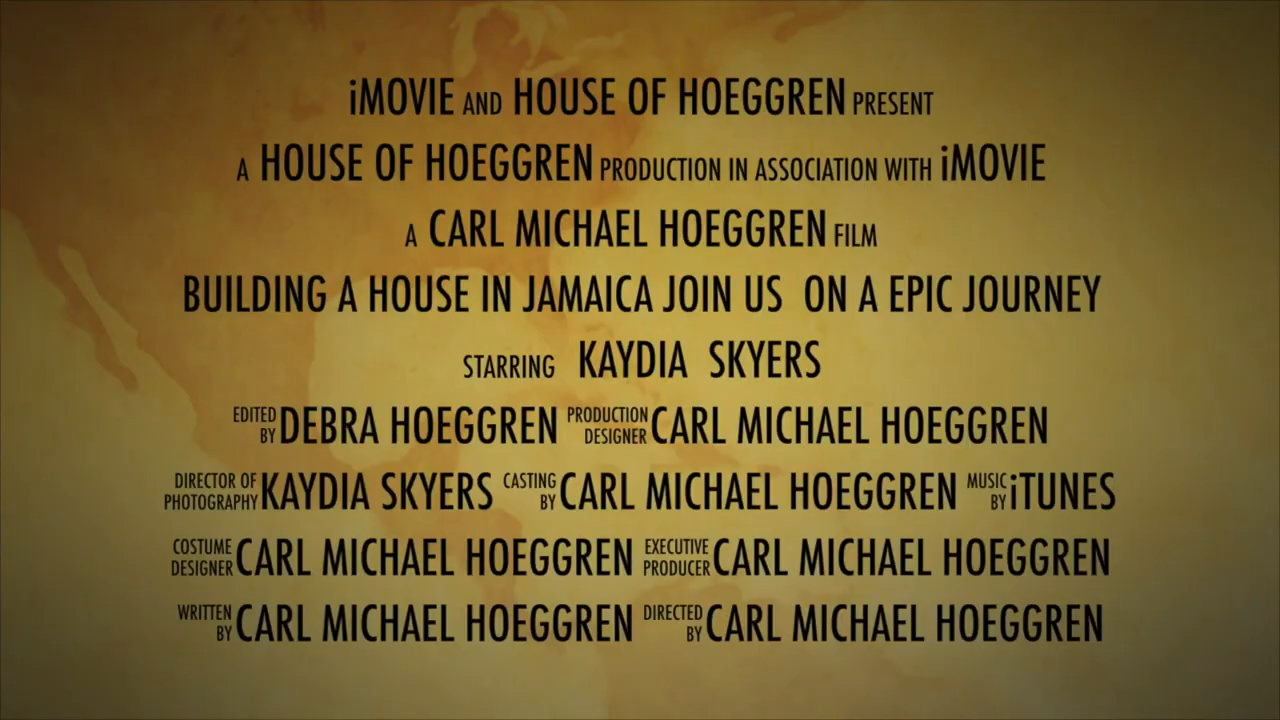 iMOVIE AND HOUSE OF HOEGGREN PRESENT
A HOUSE OF HOEGGREN PRODUCTION IN ASSOCIATION WITH iMOVIE
A CARL MICHAEL HOEGGREN FILM
BUILDING A HOUSE IN JAMAICA JOIN US ON A EPIC JOURNEY
STARRING KAYDIA SKYERS
EDITED BY DEBRA HOEGGREN PRODUCTION DESIGNER CARL MICHAEL HOEGGREN
DIRECTOR OF PHOTOGRAPHY KAYDIA SKYERS CASTING BY CARL MICHAEL HOEGGREN MUSIC BY iTUNES
COSTUME DESIGNER CARL MICHAEL HOEGGREN EXECUTIVE PRODUCER CARL MICHAEL HOEGGREN
WRITTEN BY CARL MICHAEL HOEGGREN DIRECTED BY CARL MICHAEL HOEGGREN